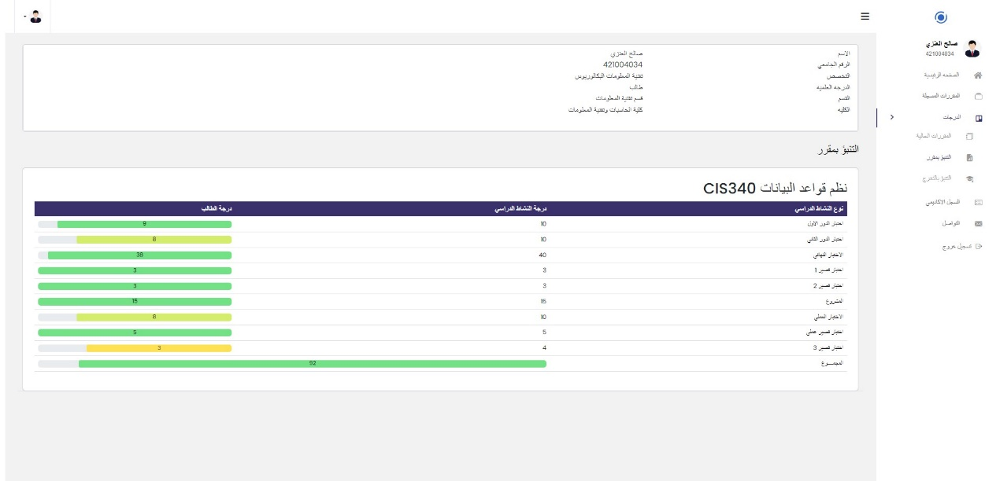 صالح العنزي
421004034
الصفحه الرئيسية
المقررات المسجلة
الدرجات
المقررات الحالية
التنبؤ بمقرر
التنبؤ بالتخرج
السجل الاكاديمي
التواصل
تسجيل خروج
الاسم صالح العنزي
الرقم الجامعي 421004034
التخصص تقنية المعلومات البكالوريوس
الدرجه العلميه طالب
القسم قسم تقنية المعلومات
الكليه كلية الحاسبات وتقنية المعلومات
التنبؤ بمقرر
نظم قواعد البيانات CIS340
نوع النشاط الدراسي درجة النشاط الدراسي درجة الطالب
اختبار الدور الاول 10 9
اختبار الدور الثاني 10 8
الاختبار النهائي 40 38
اختبار قصير 1 3 3
اختبار قصير 2 3 3
المشروع 15 15
الاختبار العملي 10 8
اختبار قصير عملي 5 5
اختبار قصير 3 4 3
المجمـــوع 92